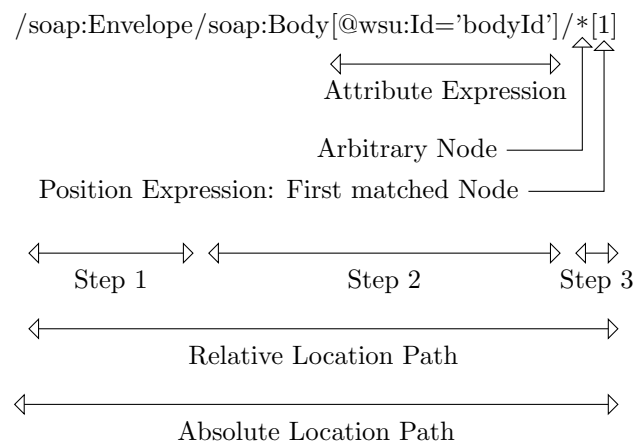 /soap:Envelope/soap:Body[@wsu:Id='bodyId']/*[1]
Attribute Expression
Arbitrary Node
Position Expression: First matched Node
Step 1 Step 2 Step 3
Relative Location Path
Absolute Location Path